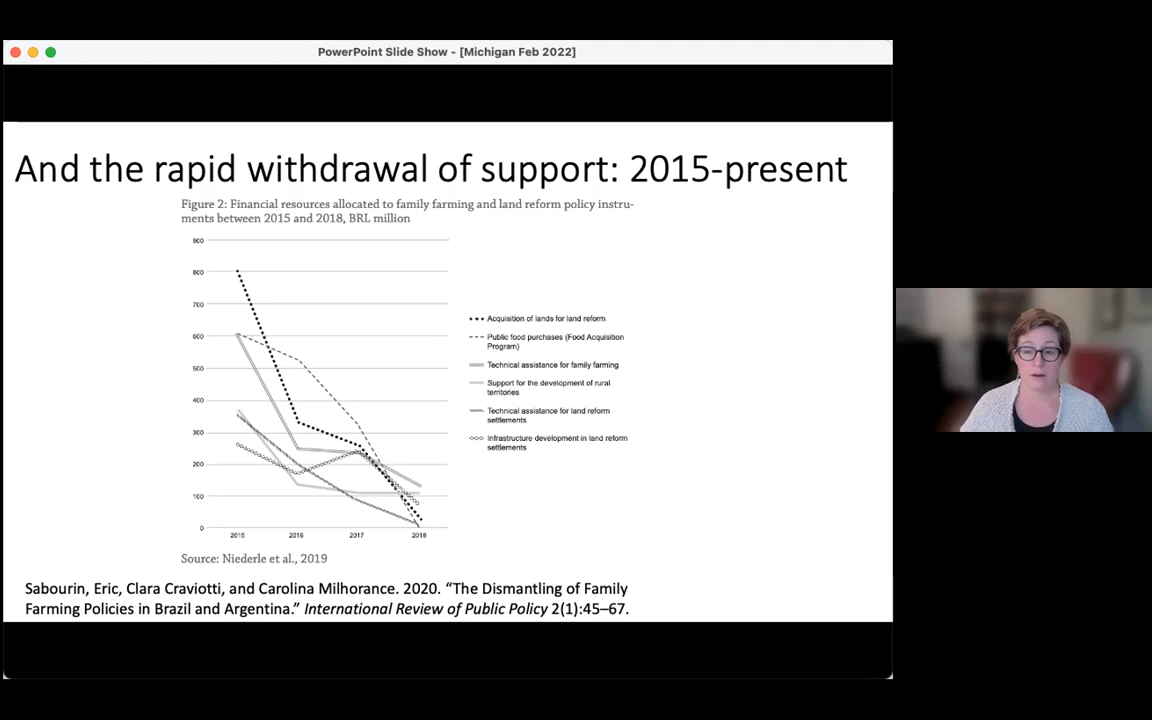 PowerPoint Slide Show - [Michigan Feb 2022]
And the rapid withdrawal of support: 2015-present
Figure 2: Financial resources allocated to family farming and land reform policy instru-
ments between 2015 and 2018, BRL million
900
800
700
600
500
400
300
200
100
0
2015 2016 2017 2018
Acquisition of lands for land reform
Public food purchases (Food Acquisition
Program)
Technical assistance for family farming
Support for the development of rural
territories
Technical assistance for land reform
settlements
Infrastructure development in land reform
settlements
Source: Niederle et al., 2019
Sabourin, Eric, Clara Craviotti, and Carolina Milhorance. 2020. “The Dismantling of Family
Farming Policies in Brazil and Argentina.” International Review of Public Policy 2(1):45–67.